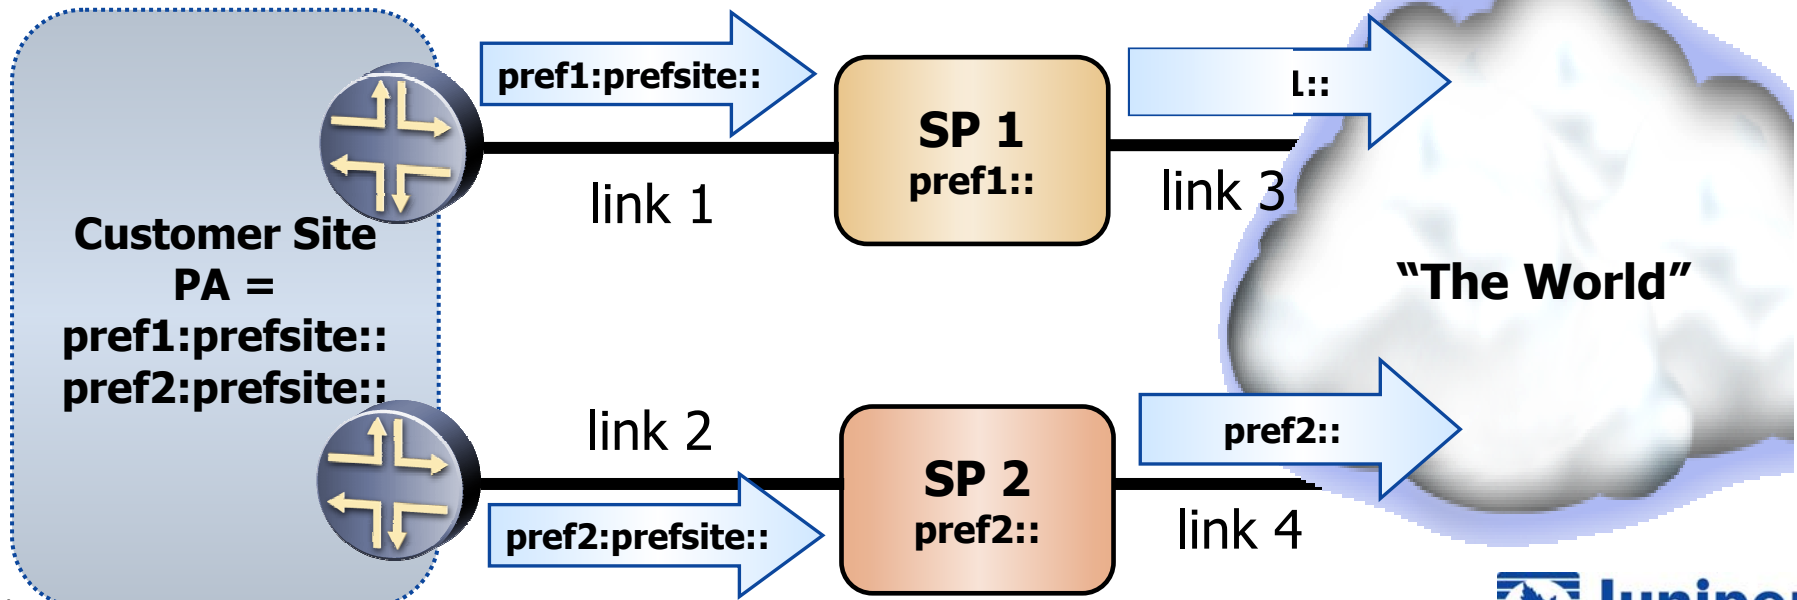 pref1:prefsite::
SP 1
pref1::
link 1
link 3
Customer Site
PA =
pref1:prefsite::
pref2:prefsite::
“The World”
link 2
pref2::
SP 2
pref2::
pref2:prefsite::
link 4